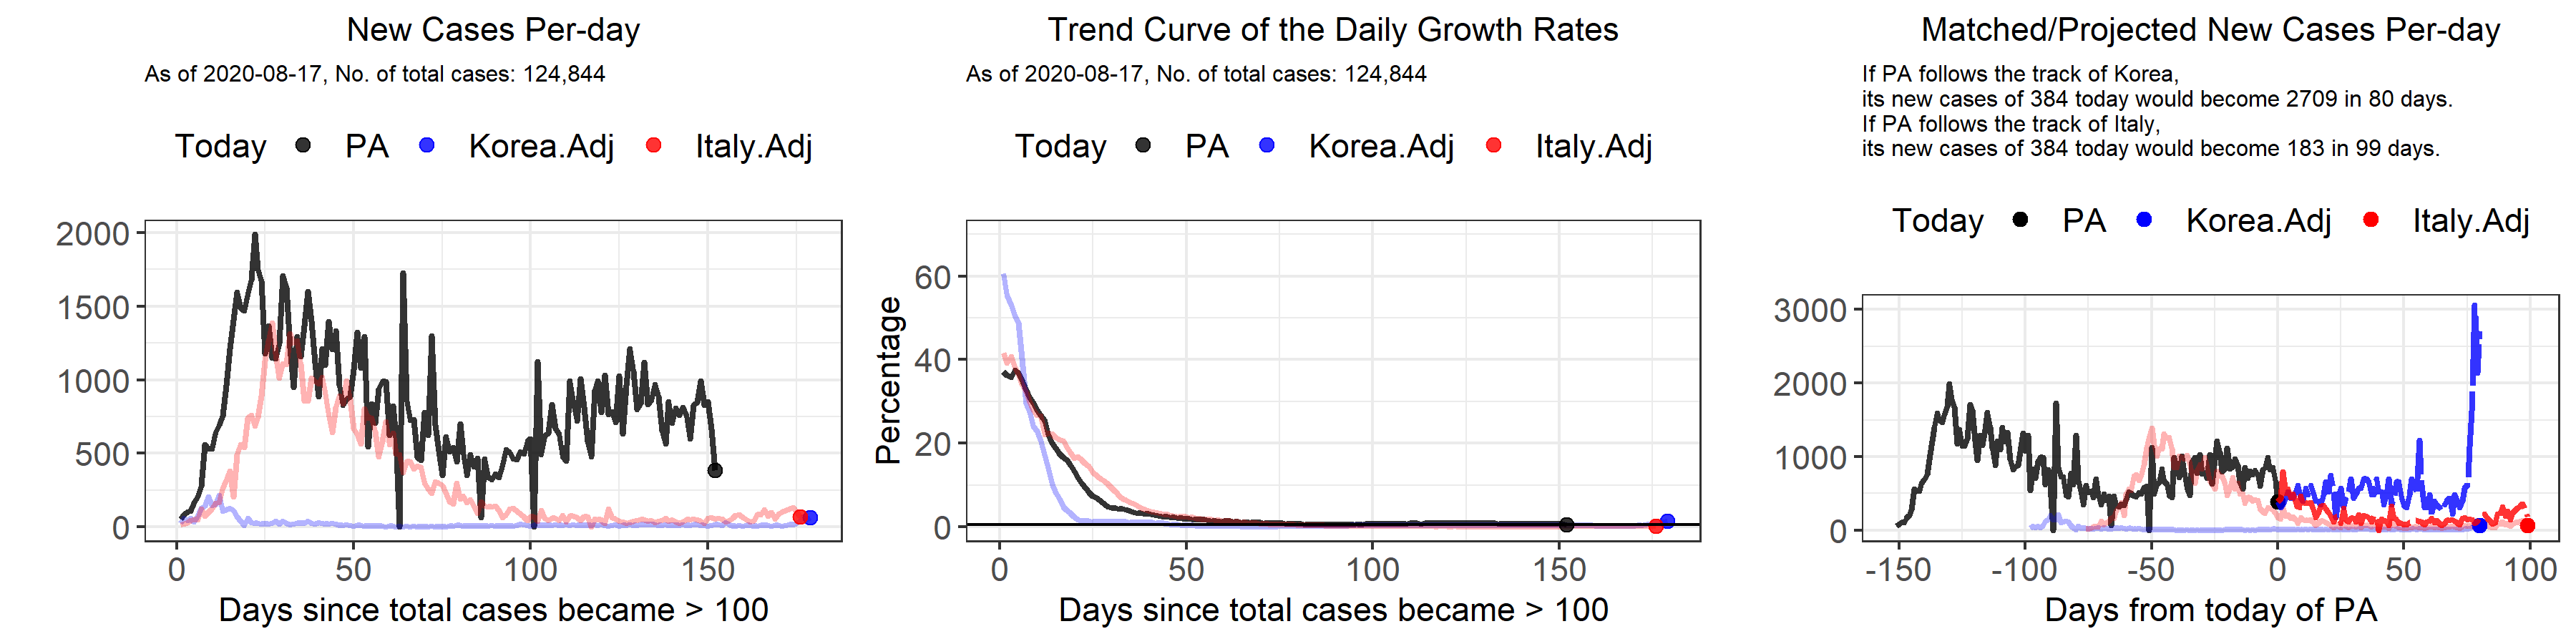 New Cases Per-day
As of 2020-08-17, No. of total cases: 124,844
Today PA Korea.Adj Italy.Adj
2000
1500
1000
500
0
0 50 100 150
Days since total cases became > 100
Trend Curve of the Daily Growth Rates
As of 2020-08-17, No. of total cases: 124,844
Today PA Korea.Adj Italy.Adj
Percentage
60
40
20
0
0 50 100 150
Days since total cases became > 100
Matched/Projected New Cases Per-day
If PA follows the track of Korea,
its new cases of 384 today would become 2709 in 80 days.
If PA follows the track of Italy,
its new cases of 384 today would become 183 in 99 days.
Today PA Korea.Adj Italy.Adj
3000
2000
1000
0
-150 -100 -50 0 50 100
Days from today of PA